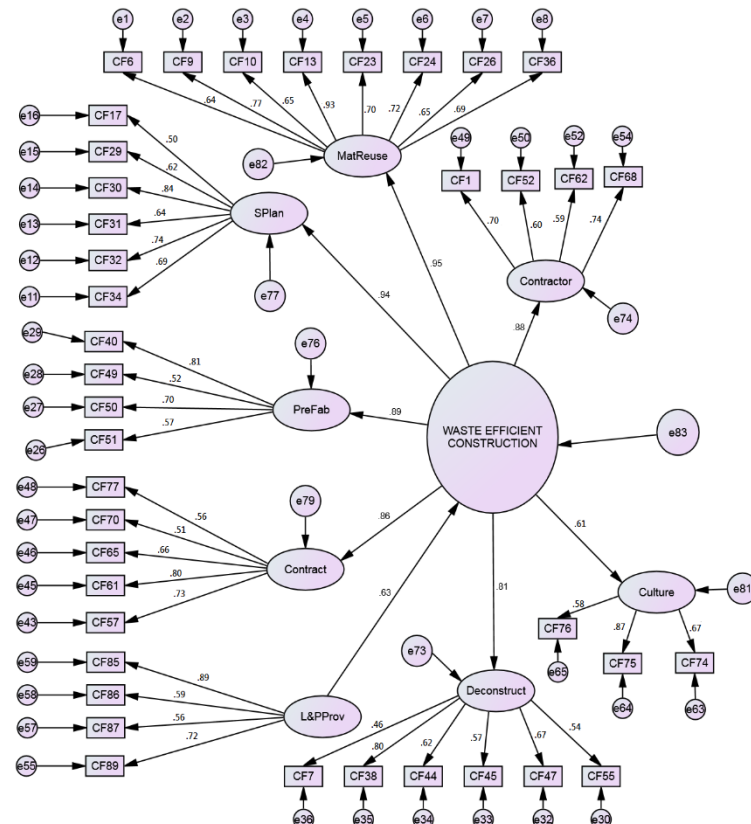 e1 e2 e3 e4 e5 e6 e7 e8
CF6 CF9 CF10 CF13 CF23 CF24 CF26 CF36
.64 .77 .65 .93 .70 .72 .65 .69
e82
MatReuse
e16 CF17 .50
e15 CF29 .62
e14 CF30 .84
e13 CF31 .64
e12 CF32 .74
e11 CF34 .69
SPlan
e77
e49 e50 e52 e54
CF1 CF52 CF62 CF68
.70 .60 .59 .74
Contractor
e74
.95
.94
.88
e29 CF40 .81
e28 CF49 .52
e27 CF50 .70
e26 CF51 .57
e76
PreFab
.89
WASTE EFFICIENT
CONSTRUCTION
e83
e48 CF77 .56
e47 CF70 .51
e46 CF65 .66
e45 CF61 .80
e43 CF57 .73
e79
Contract
.86
.63
.81
.61
Culture
e81
.58 .87 .67
CF76 CF75 CF74
e65 e64 e63
e59 CF85 .89
e58 CF86 .59
e57 CF87 .56
e55 CF89 .72
L&PProv
e73
Deconstruct
.46 .80 .62 .57 .67 .54
CF7 CF38 CF44 CF45 CF47 CF55
e36 e35 e34 e33 e32 e30